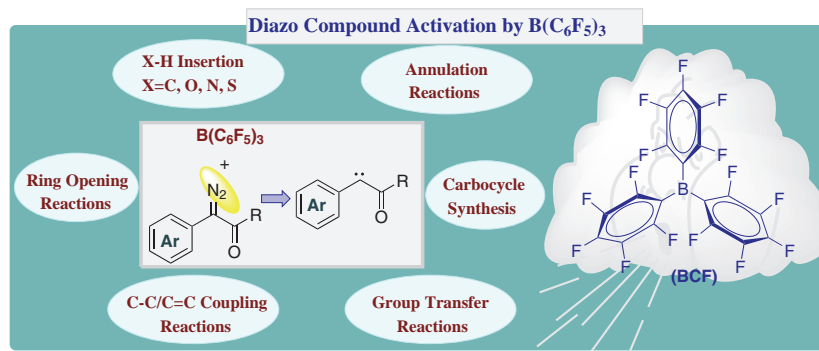 Diazo Compound Activation by B(C₆F₅)₃
X-H Insertion
X=C, O, N, S
Annulation
Reactions
Ring Opening
Reactions
B(C₆F₅)₃
+
N₂
R
Ar
O
R
Ar
O
Carbocycle
Synthesis
C-C/C=C Coupling
Reactions
Group Transfer
Reactions
F
F
F
F
F
B
F
F
F
F
F
F
F
F
F
F
(BCF)